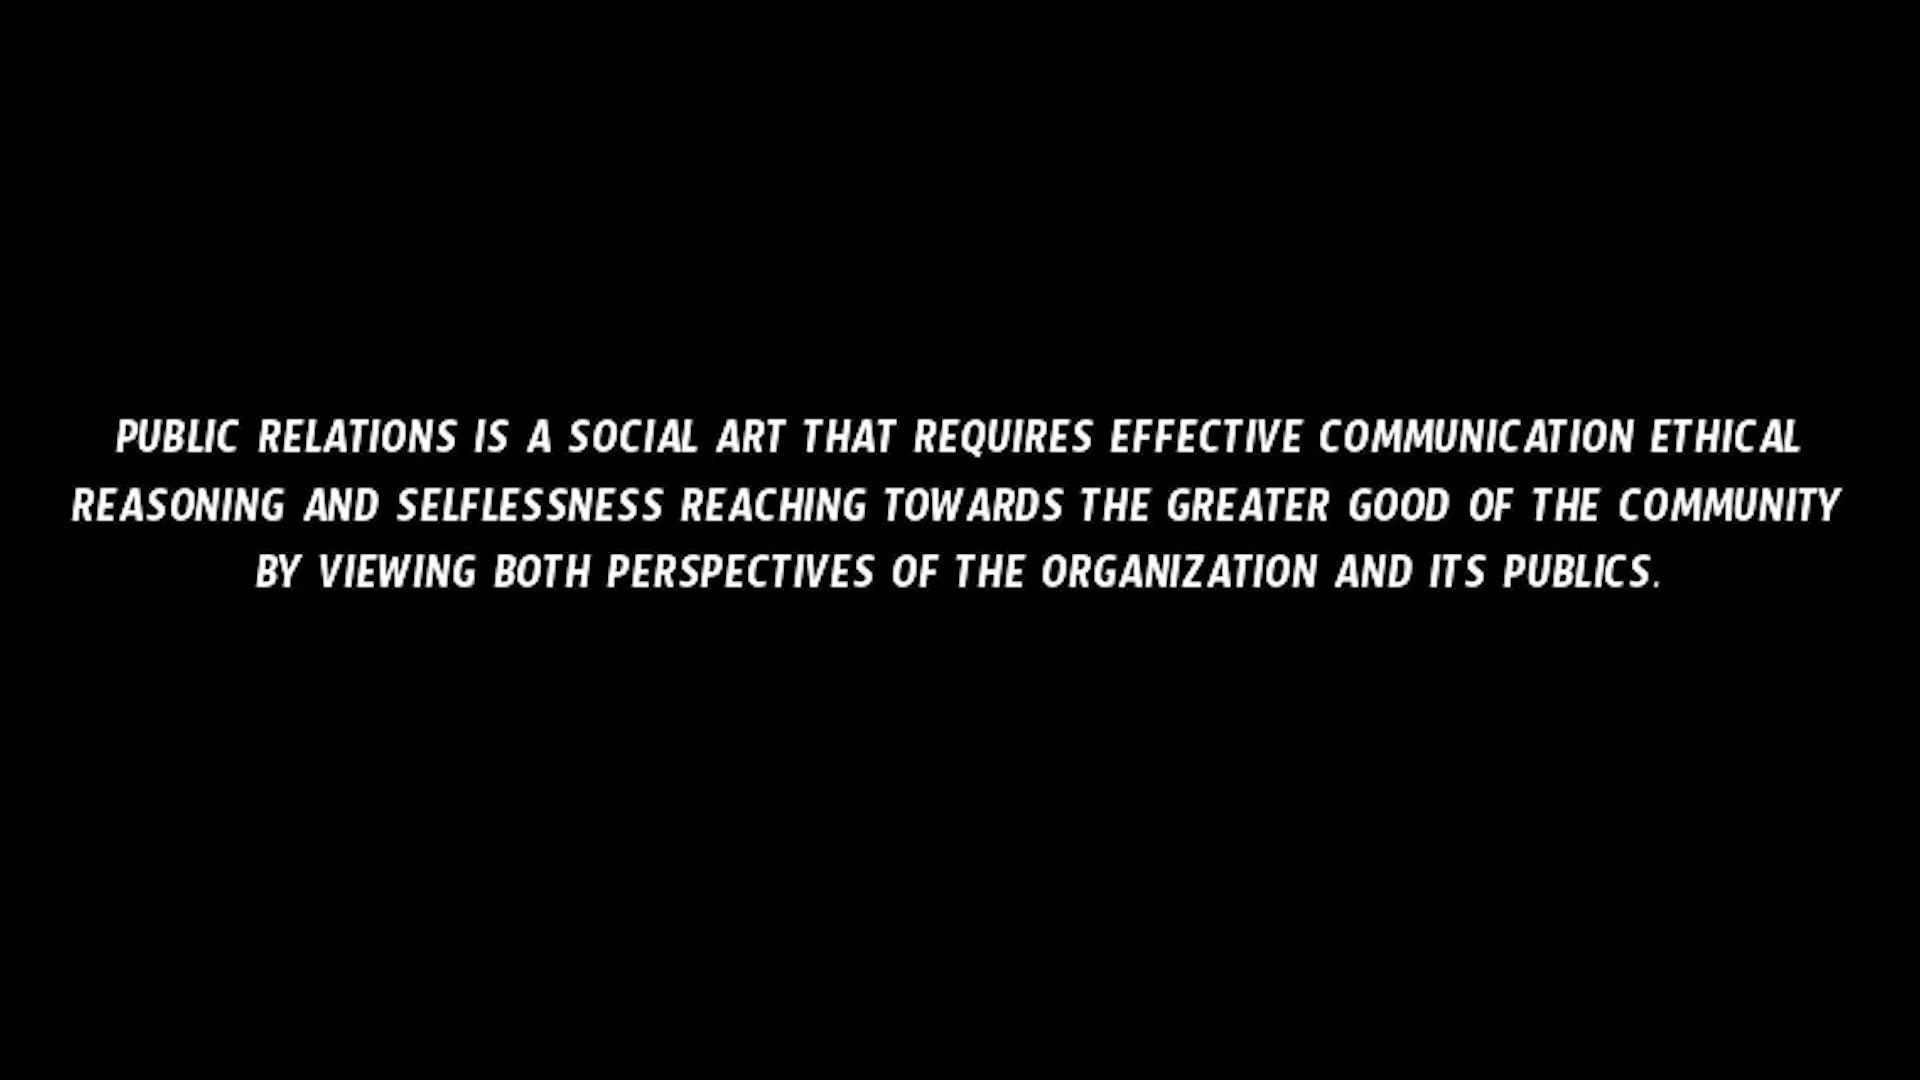 PUBLIC RELATIONS IS A SOCIAL ART THAT REQUIRES EFFECTIVE COMMUNICATION ETHICAL
REASONING AND SELFLESSNESS REACHING TOWARDS THE GREATER GOOD OF THE COMMUNITY
BY VIEWING BOTH PERSPECTIVES OF THE ORGANIZATION AND ITS PUBLICS.